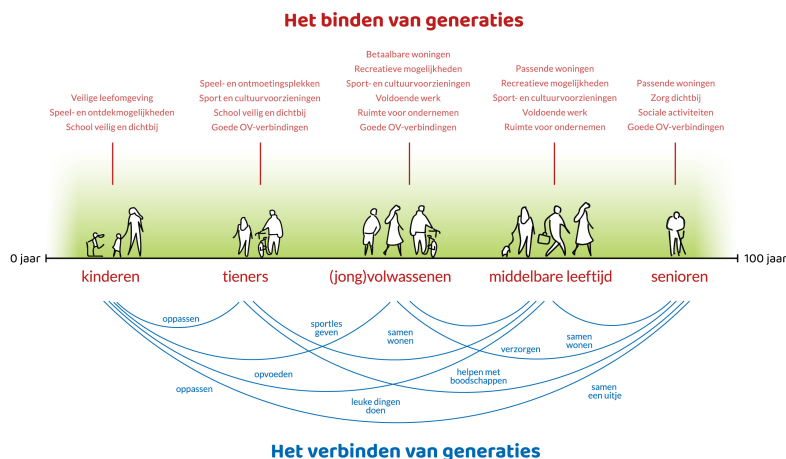 Het binden van generaties
Veilige leefomgeving
Speel- en ontdekmogelijkheden
School veilig en dichtbij
Speel- en ontmoetingsplekken
Sport en cultuurvoorzieningen
School veilig en dichtbij
Goede OV-verbindingen
Betaalbare woningen
Recreatieve mogelijkheden
Sport- en cultuurvoorzieningen
Voldoende werk
Ruimte voor ondernemen
Goede OV-verbindingen
Passende woningen
Recreatieve mogelijkheden
Sport- en cultuurvoorzieningen
Voldoende werk
Ruimte voor ondernemen
Passende woningen
Zorg dichtbij
Sociale activiteiten
Goede OV-verbindingen
0 jaar
100 jaar
kinderen
tieners
(jong)volwassenen
middelbare leeftijd
senioren
oppassen
sportles
geven
samen
wonen
verzorgen
samen
wonen
opvoeden
helpen met
boodschappen
oppassen
leuke dingen
doen
samen
een uitje
Het verbinden van generaties